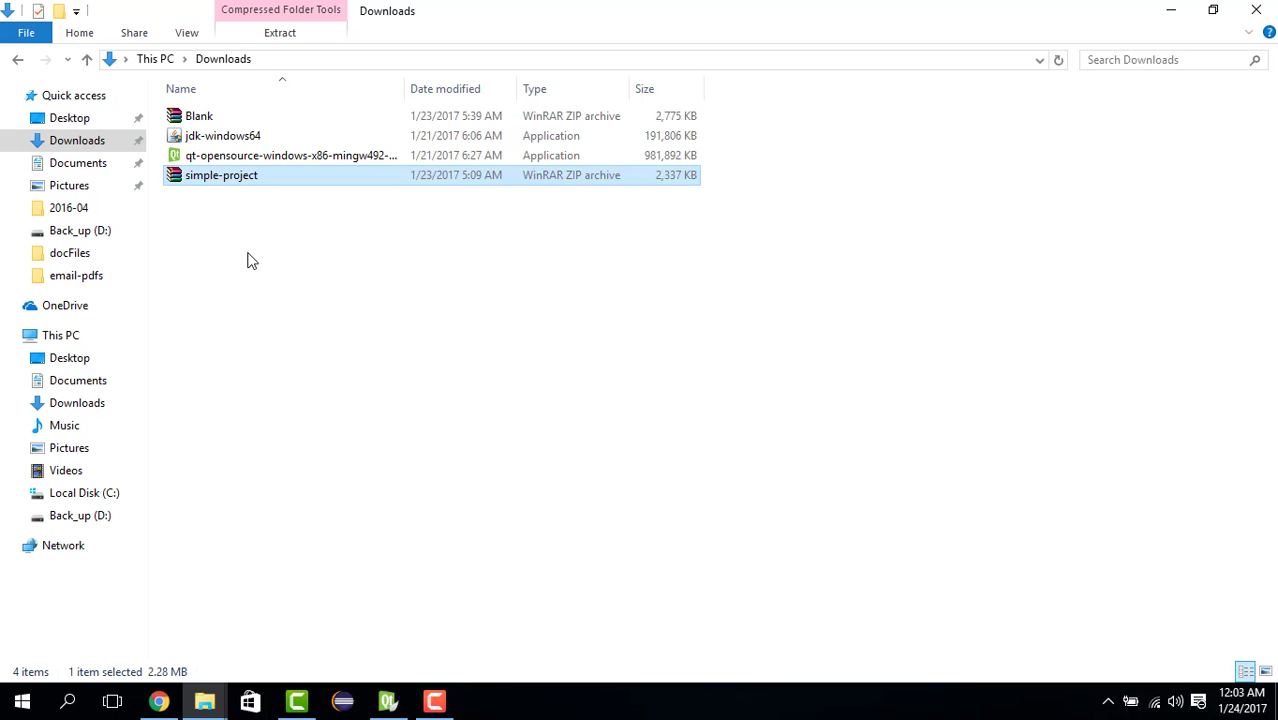 Compressed Folder Tools Downloads
File Home Share View Extract
This PC > Downloads Search Downloads
Quick access
Desktop
Downloads
Documents
Pictures
2016-04
Back_up (D:)
docFiles
email-pdfs
OneDrive
This PC
Desktop
Documents
Downloads
Music
Pictures
Videos
Local Disk (C:)
Back_up (D:)
Network
Name Date modified Type Size
Blank 1/23/2017 5:39 AM WinRAR ZIP archive 2,775 KB
jdk-windows64 1/21/2017 6:06 AM Application 191,806 KB
qt-opensource-windows-x86-mingw492-... 1/21/2017 6:27 AM Application 981,892 KB
simple-project 1/23/2017 5:09 AM WinRAR ZIP archive 2,337 KB
4 items 1 item selected 2.28 MB
12:03 AM
1/24/2017